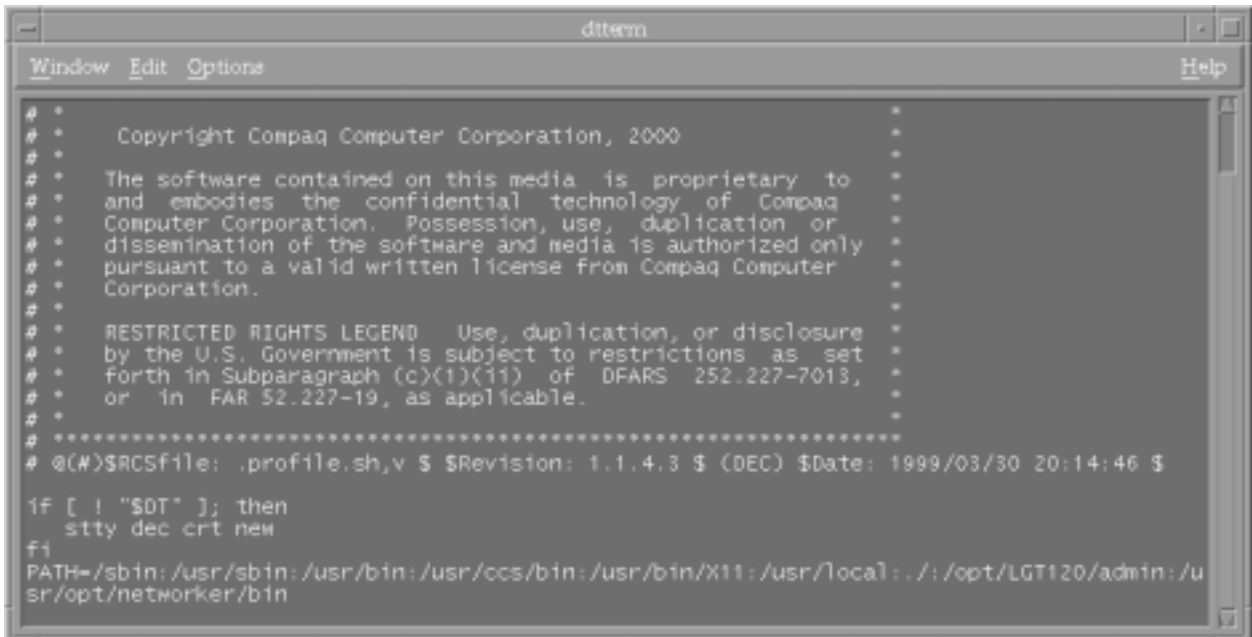 dtterm
Window Edit Options Help
# * *
# * Copyright Compaq Computer Corporation, 2000 *
# * *
# * The software contained on this media is proprietary to *
# * and embodies the confidential technology of Compaq *
# * Computer Corporation. Possession, use, duplication or *
# * dissemination of the software and media is authorized only *
# * pursuant to a valid written license from Compaq Computer *
# * Corporation. *
# * *
# * RESTRICTED RIGHTS LEGEND Use, duplication, or disclosure *
# * by the U.S. Government is subject to restrictions as set *
# * forth in Subparagraph (c)(1)(ii) of DFARS 252.227-7013, *
# * or in FAR 52.227-19, as applicable. *
# * *
# *****************************************************************
# @(#)$RCSfile: .profile.sh,v $ $Revision: 1.1.4.3 $ (DEC) $Date: 1999/03/30 20:14:46 $
if [ ! "$DT" ]; then
stty dec crt new
fi
PATH=/sbin:/usr/sbin:/usr/bin:/usr/ccs/bin:/usr/bin/X11:/usr/local:./:/opt/LGT120/admin:/u
sr/opt/networker/bin